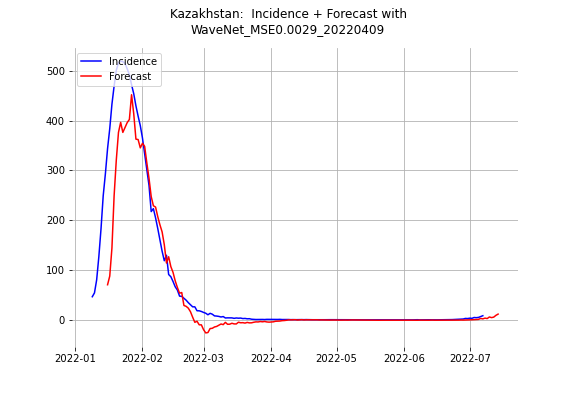 Kazakhstan:  Incidence + Forecast with
WaveNet_MSE0.0029_20220409
Incidence
Forecast
500
400
300
200
100
0
2022-01 2022-02 2022-03 2022-04 2022-05 2022-06 2022-07